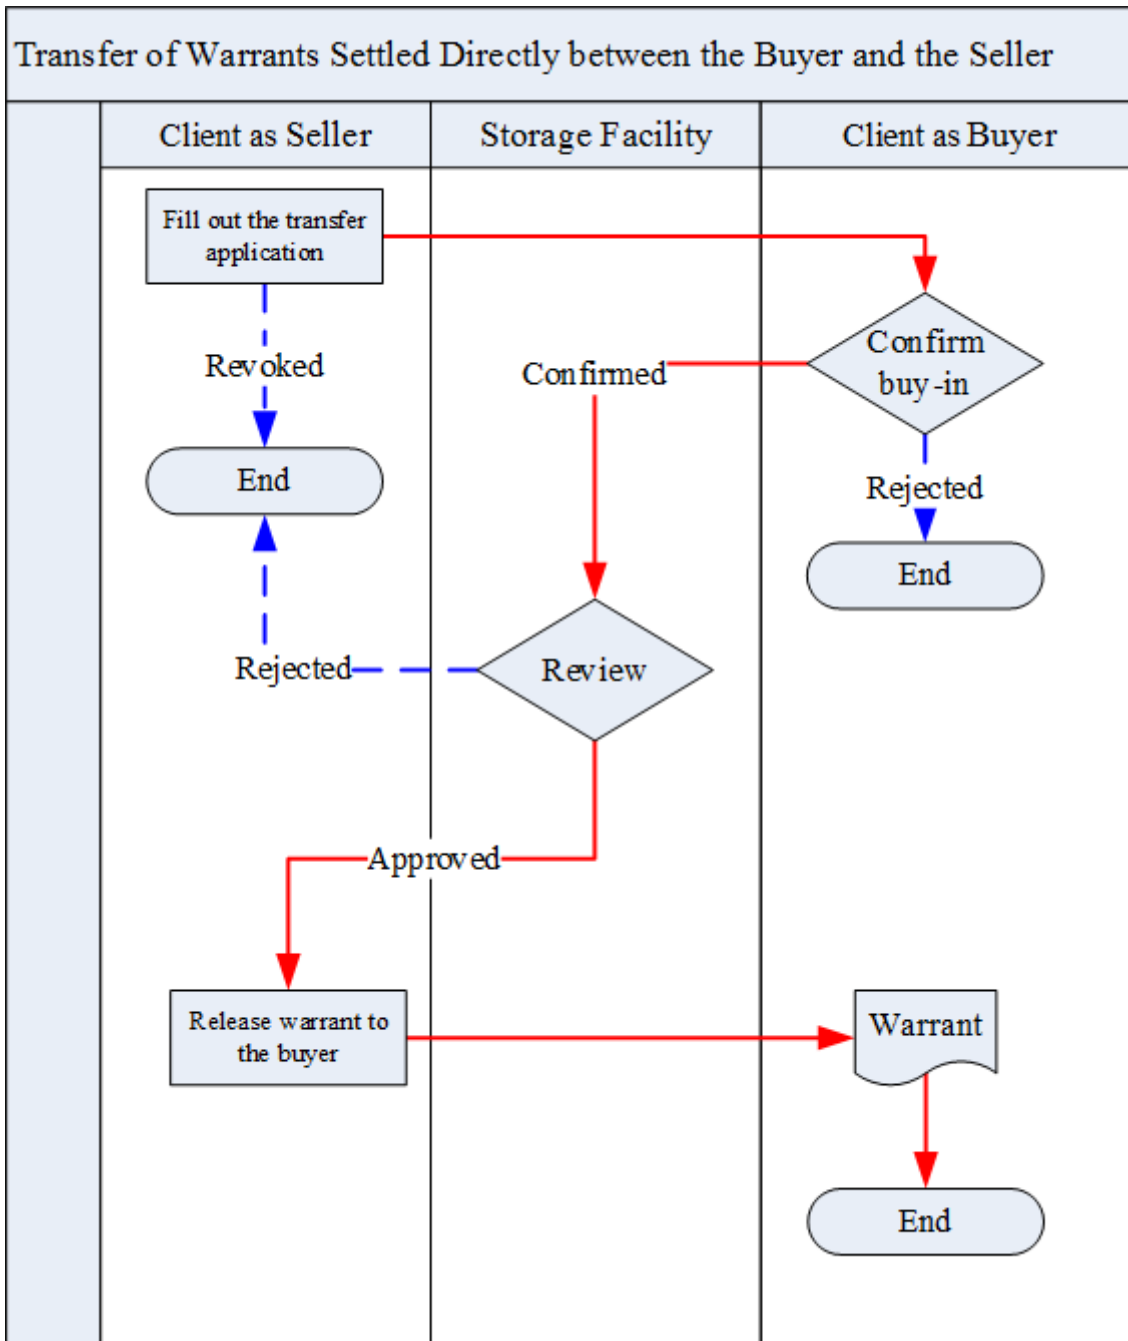 Transfer of Warrants Settled Directly between the Buyer and the Seller
Client as Seller
Storage Facility
Client as Buyer
Fill out the transfer
application
Confirm
buy-in
Revoked
Confirmed
End
Rejected
End
Rejected
Review
Approved
Release warrant to
the buyer
Warrant
End